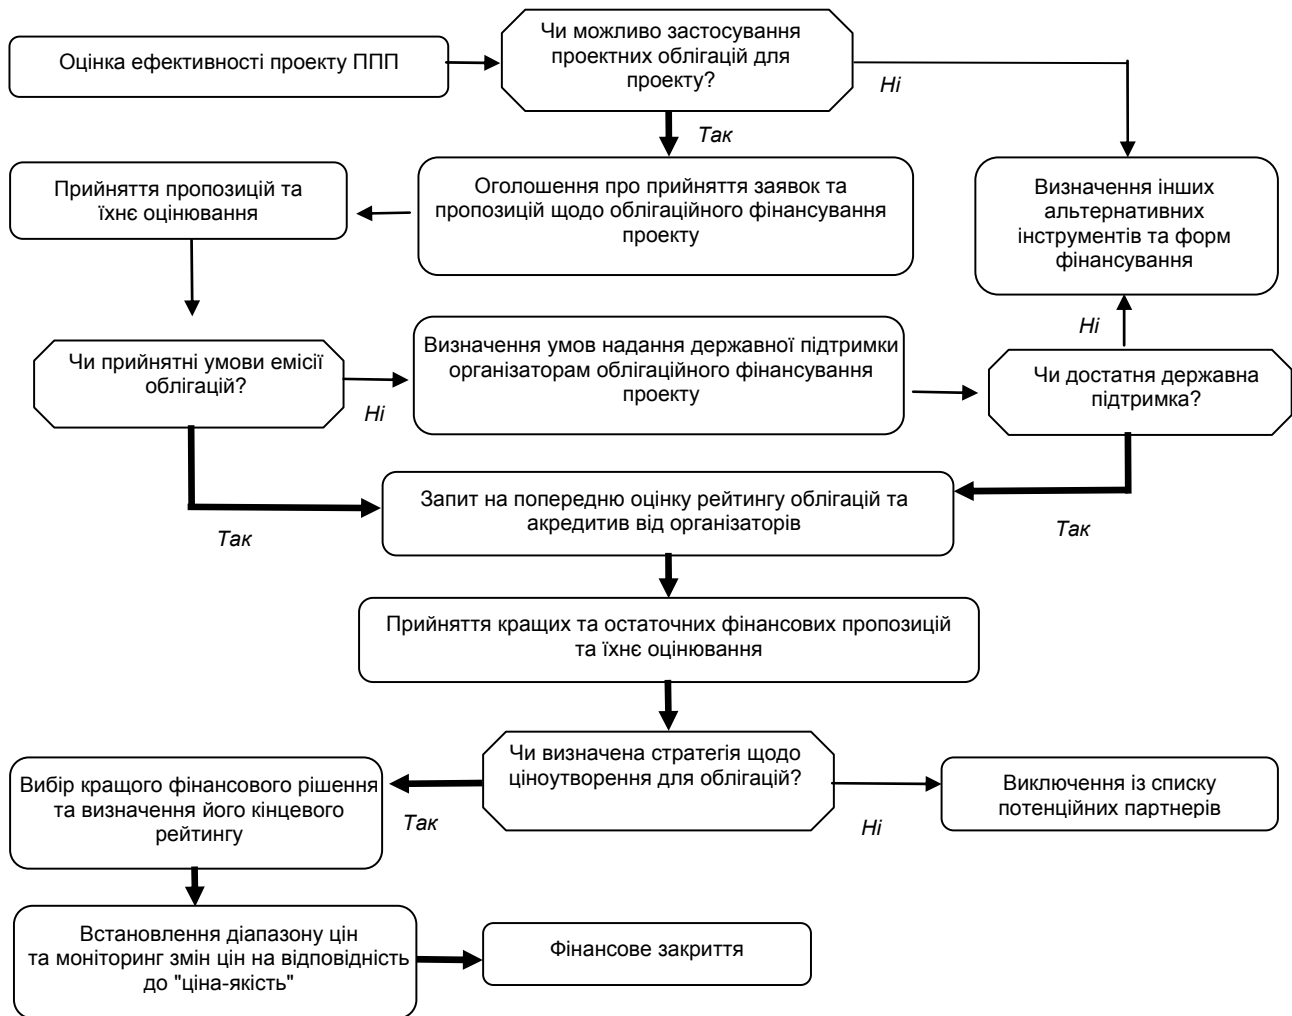 Оцінка ефективності проекту ППП
Чи можливо застосування
проектних облігацій для
проекту?
Ні
Так
Прийняття пропозицій та
їхнє оцінювання
Оголошення про прийняття заявок та
пропозицій щодо облігаційного фінансування
проекту
Визначення інших
альтернативних
інструментів та форм
фінансування
Ні
Чи прийнятні умови емісії
облігацій?
Ні
Визначення умов надання державної підтримки
організаторам облігаційного фінансування
проекту
Чи достатня державна
підтримка?
Так
Запит на попередню оцінку рейтингу облігацій та
акредитив від організаторів
Так
Прийняття кращих та остаточних фінансових пропозицій
та їхнє оцінювання
Чи визначена стратегія щодо
ціноутворення для облігацій?
Вибір кращого фінансового рішення
та визначення його кінцевого
рейтингу
Так
Ні
Виключення із списку
потенційних партнерів
Встановлення діапазону цін
та моніторинг змін цін на відповідність
до "ціна-якість"
Фінансове закриття